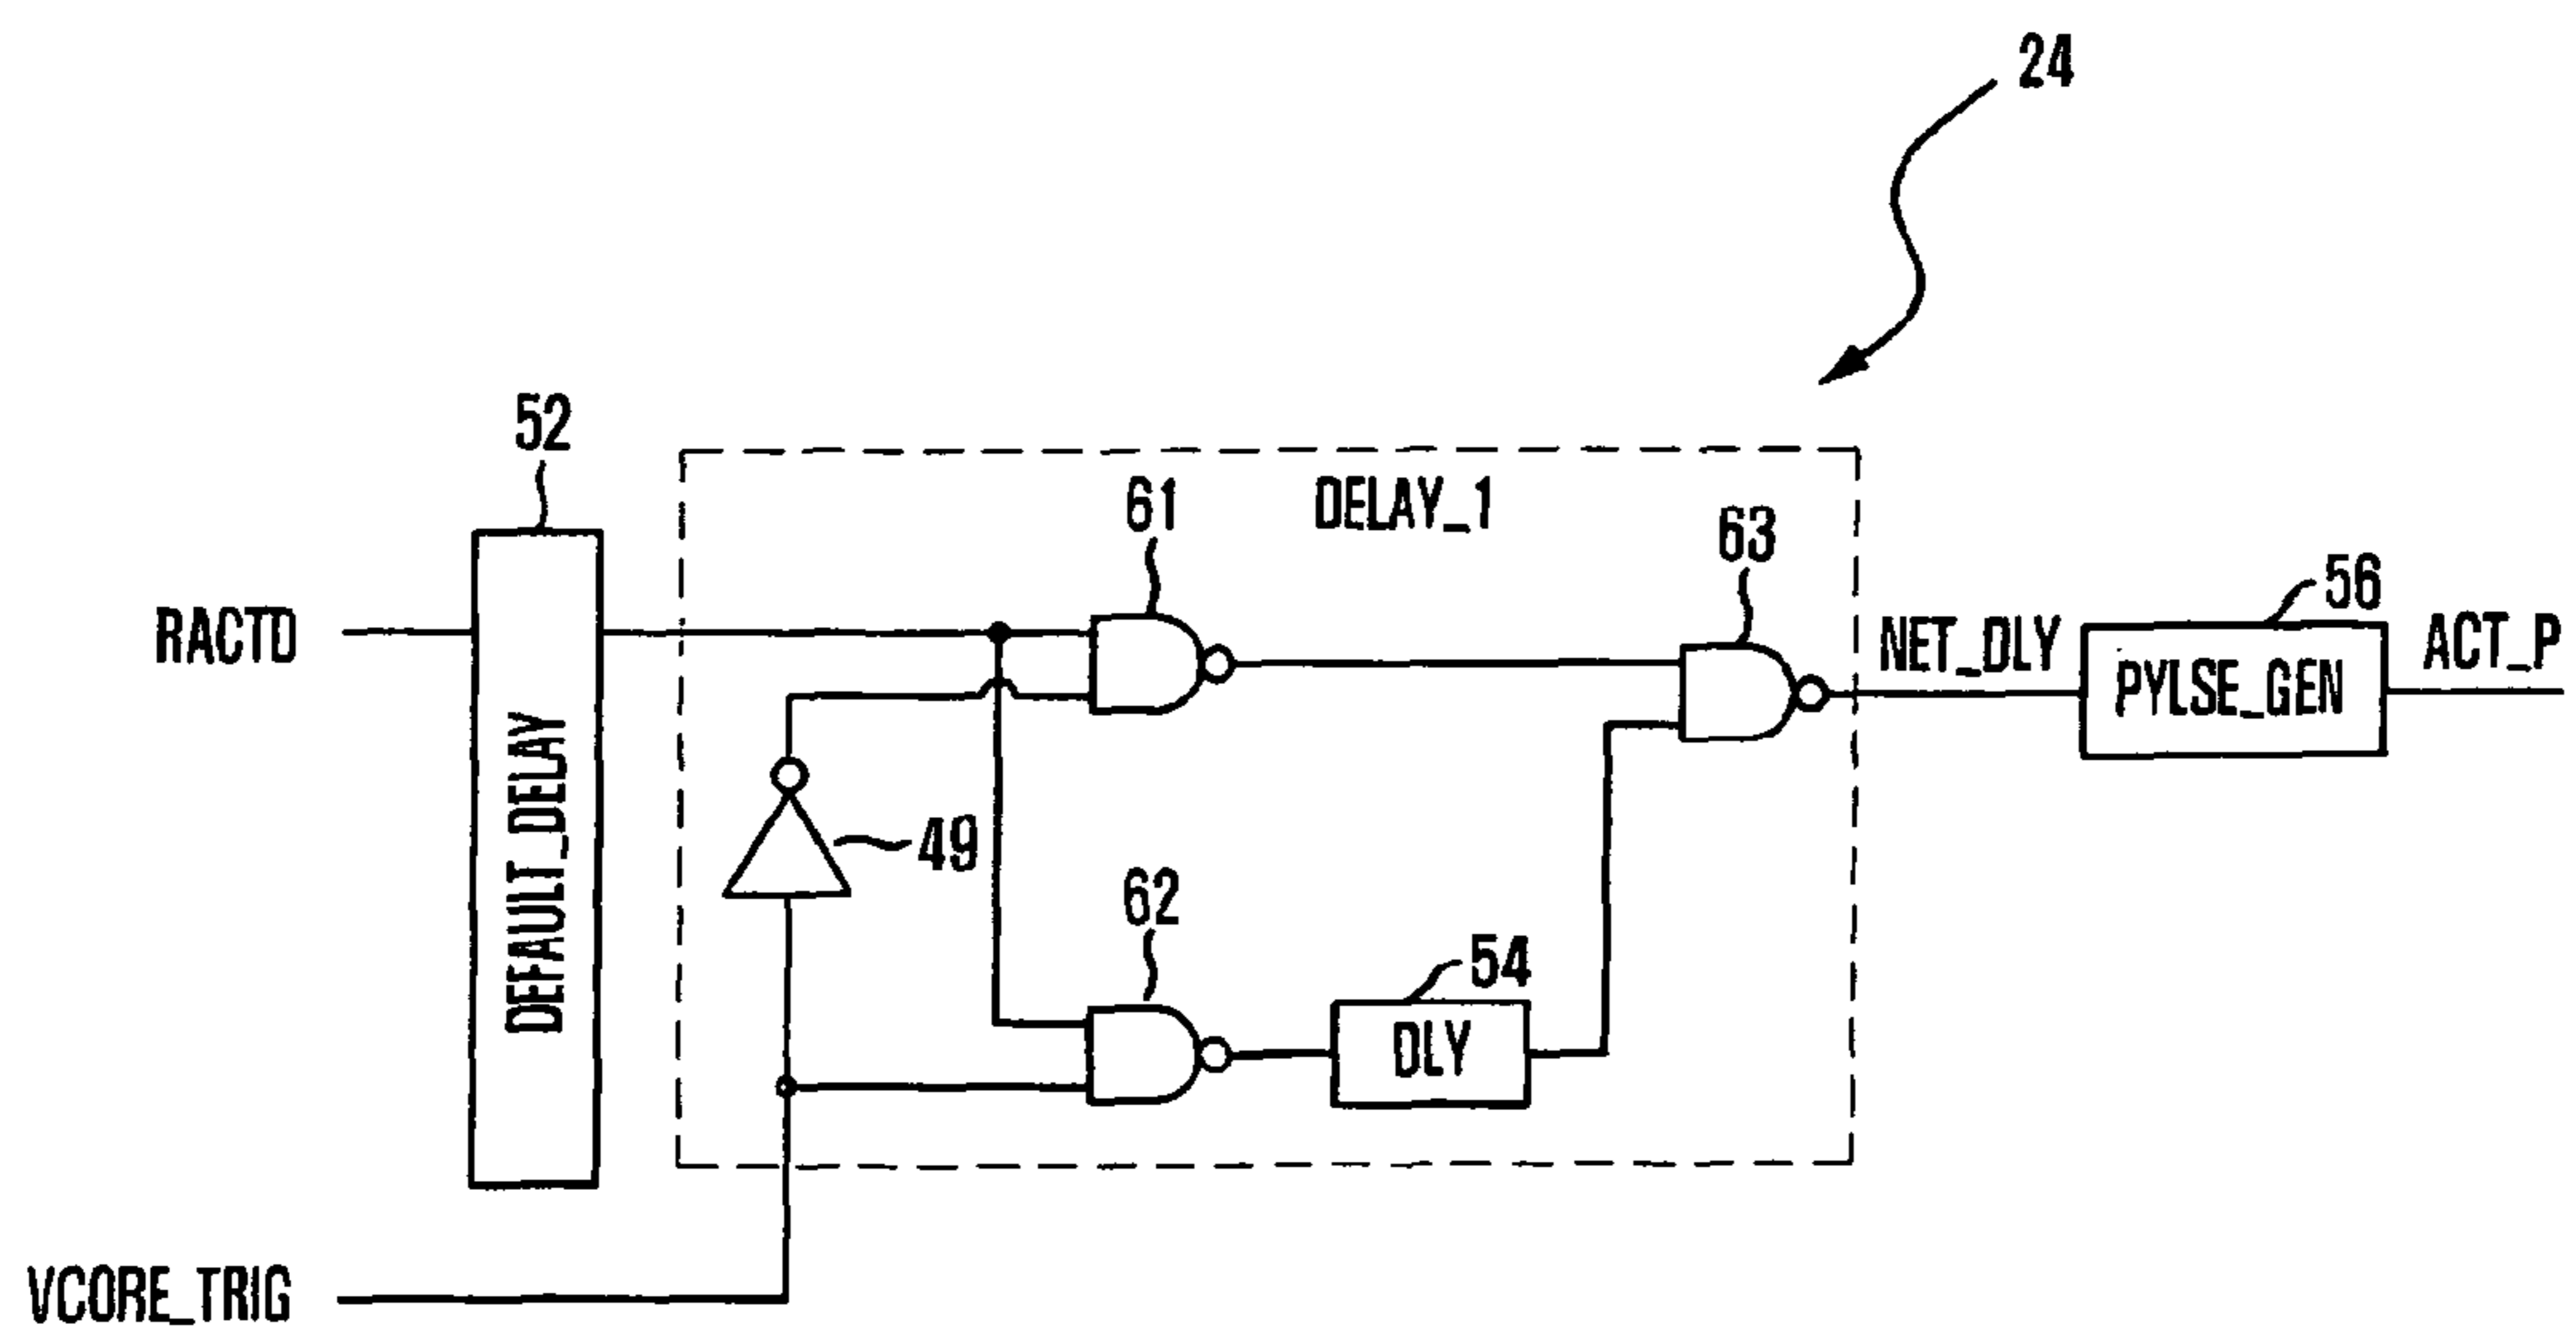 24
52
61
DELAY_1
63
56
RACTD
NET_DLY
PYLSE_GEN
ACT_P
DEFAULT_DELAY
49
62
54
DLY
VCORE_TRIG